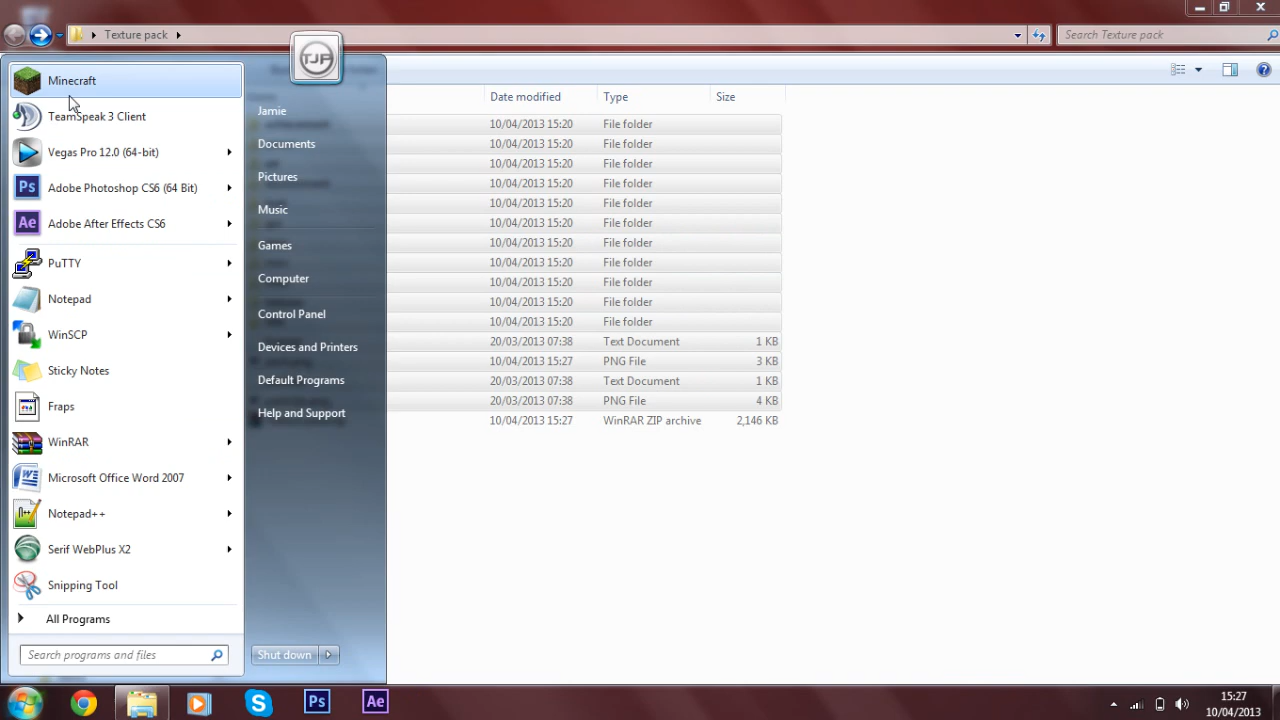 Texture pack
Search Texture pack
TJF
Minecraft
TeamSpeak 3 Client
Vegas Pro 12.0 (64-bit)
Adobe Photoshop CS6 (64 Bit)
Adobe After Effects CS6
PuTTY
Notepad
WinSCP
Sticky Notes
Fraps
WinRAR
Microsoft Office Word 2007
Notepad++
Serif WebPlus X2
Snipping Tool
All Programs
Search programs and files
Jamie
Documents
Pictures
Music
Games
Computer
Control Panel
Devices and Printers
Default Programs
Help and Support
Shut down
Date modified Type Size
10/04/2013 15:20 File folder
10/04/2013 15:20 File folder
10/04/2013 15:20 File folder
10/04/2013 15:20 File folder
10/04/2013 15:20 File folder
10/04/2013 15:20 File folder
10/04/2013 15:20 File folder
10/04/2013 15:20 File folder
10/04/2013 15:20 File folder
10/04/2013 15:20 File folder
10/04/2013 15:20 File folder
20/03/2013 07:38 Text Document 1 KB
10/04/2013 15:27 PNG File 3 KB
20/03/2013 07:38 Text Document 1 KB
20/03/2013 07:38 PNG File 4 KB
10/04/2013 15:27 WinRAR ZIP archive 2,146 KB
Ps
Ae
15:27
10/04/2013